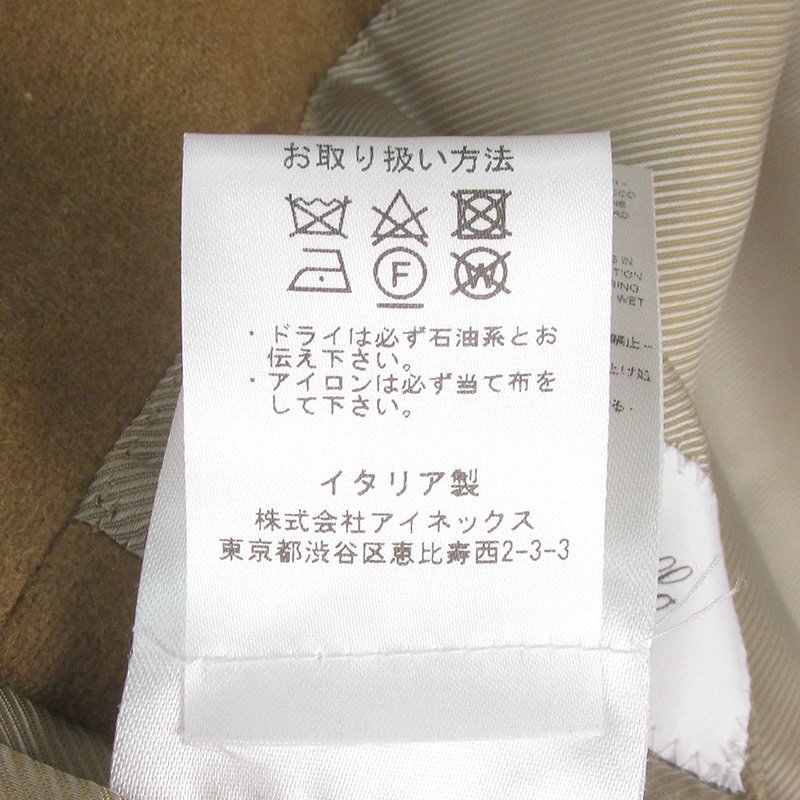 お取り扱い方法
F W
・ドライは必ず石油系とお
伝え下さい。
・アイロンは必ず当て布を
して下さい。
イタリア製
株式会社アイネックス
東京都渋谷区恵比寿西2-3-3
WET